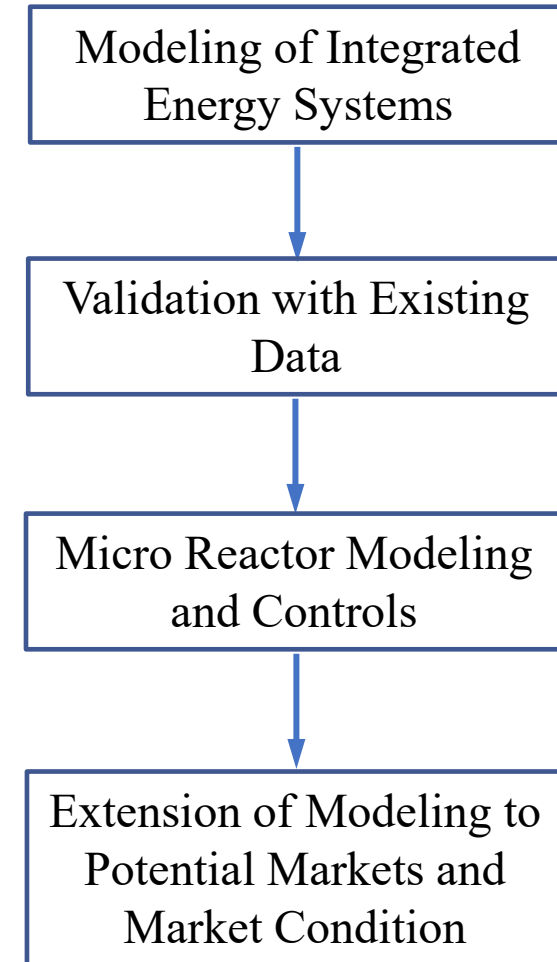 Modeling of Integrated
Energy Systems
Validation with Existing
Data
Micro Reactor Modeling
and Controls
Extension of Modeling to
Potential Markets and
Market Condition